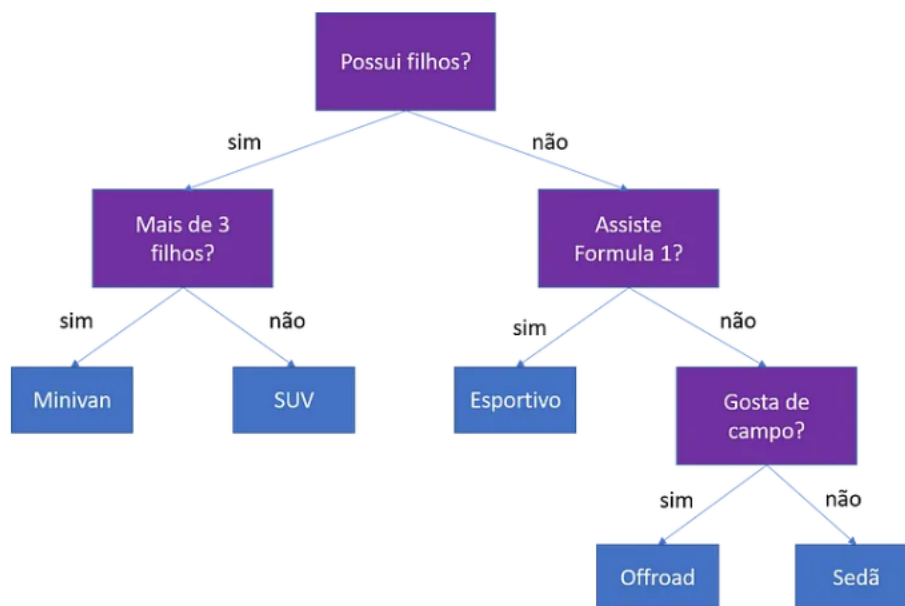 Possui filhos?
sim
não
Mais de 3
filhos?
Assiste
Formula 1?
sim
não
sim
não
Minivan
SUV
Esportivo
Gosta de
campo?
sim
não
Offroad
Sedã